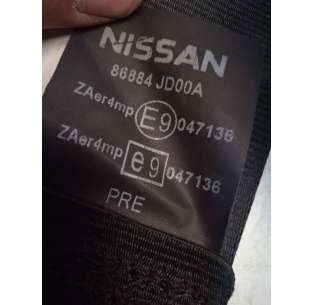 NISSAN
86884 JD00A
ZAer4mp E9 047136
ZAer4mp e9 047136
PRE